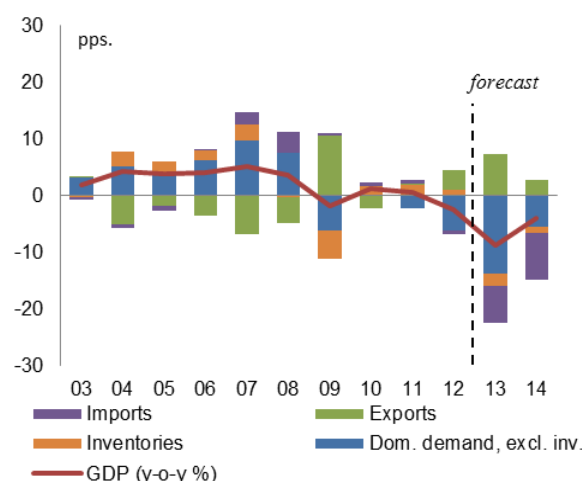 30
pps.
20
forecast
10
0
-10
-20
-30
03 04 05 06 07 08 09 10 11 12 13 14
Imports Exports
Inventories Dom. demand, excl. inv.
GDP (y-o-y %)